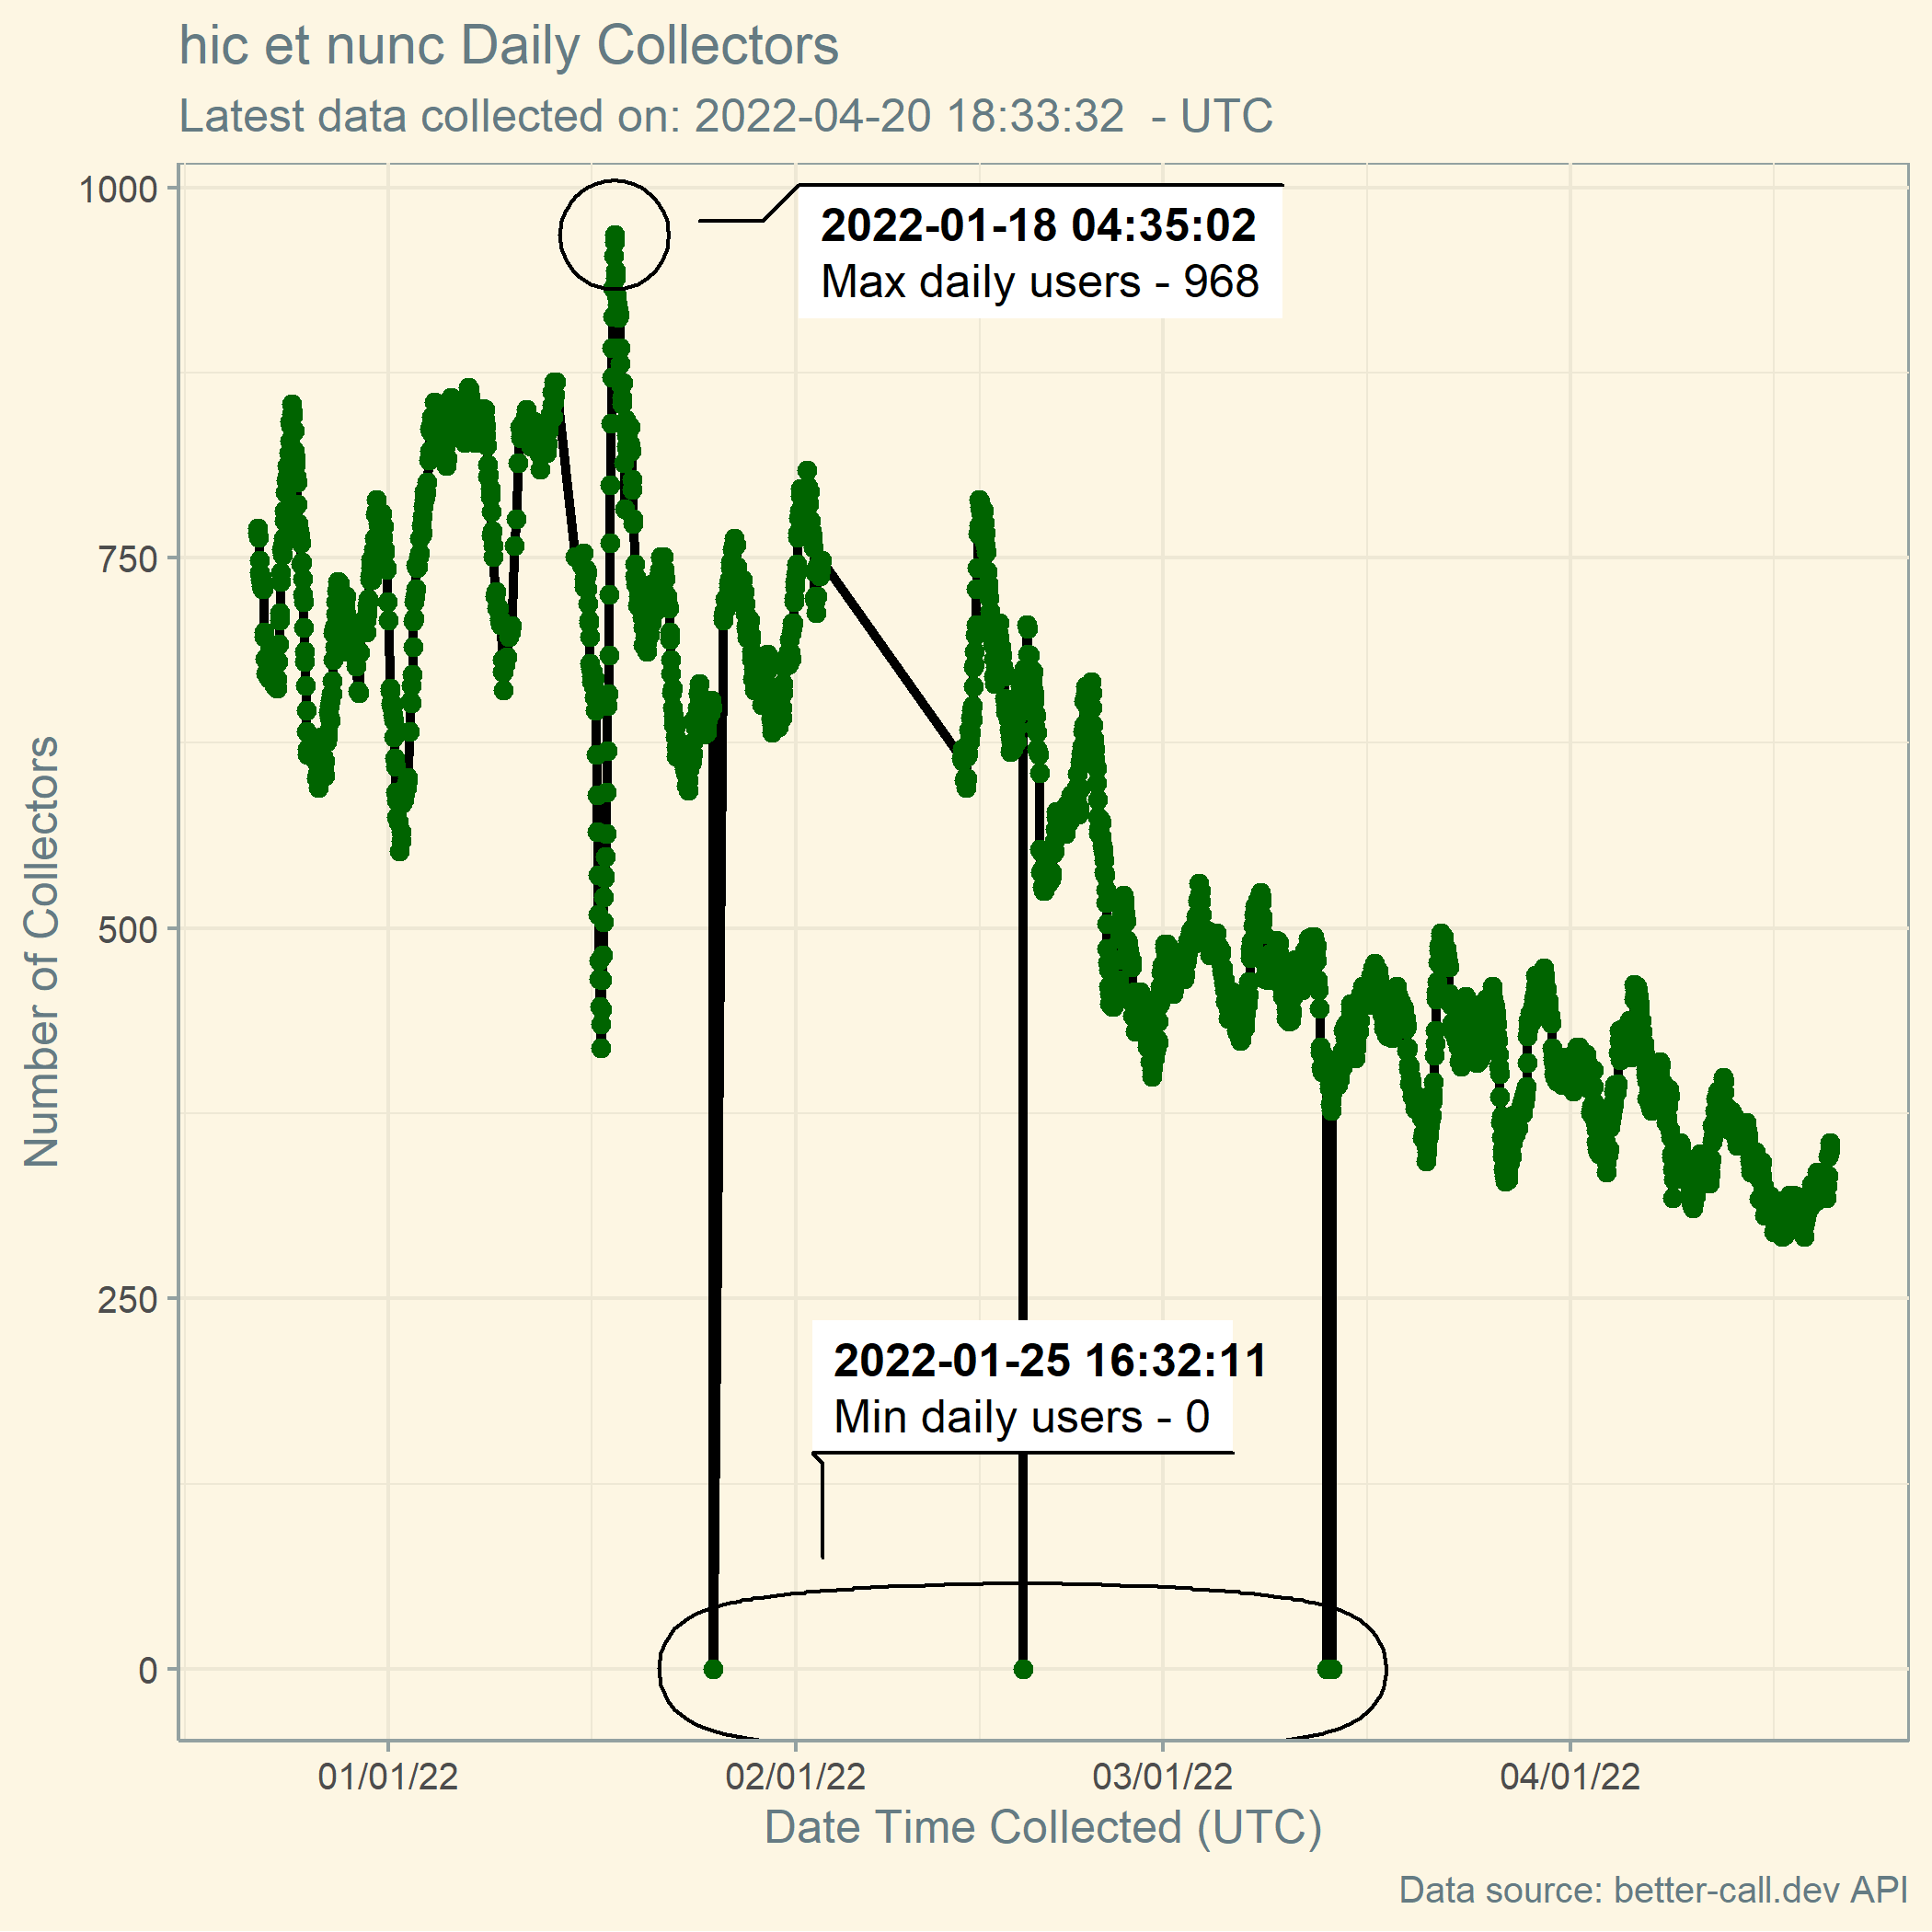 hic et nunc Daily Collectors
Latest data collected on: 2022-04-20 18:33:32  - UTC
1000
2022-01-18 04:35:02
Max daily users - 968
750
Number of Collectors
500
250
2022-01-25 16:32:11
Min daily users - 0
0
01/01/22 02/01/22 03/01/22 04/01/22
Date Time Collected (UTC)
Data source: better-call.dev API